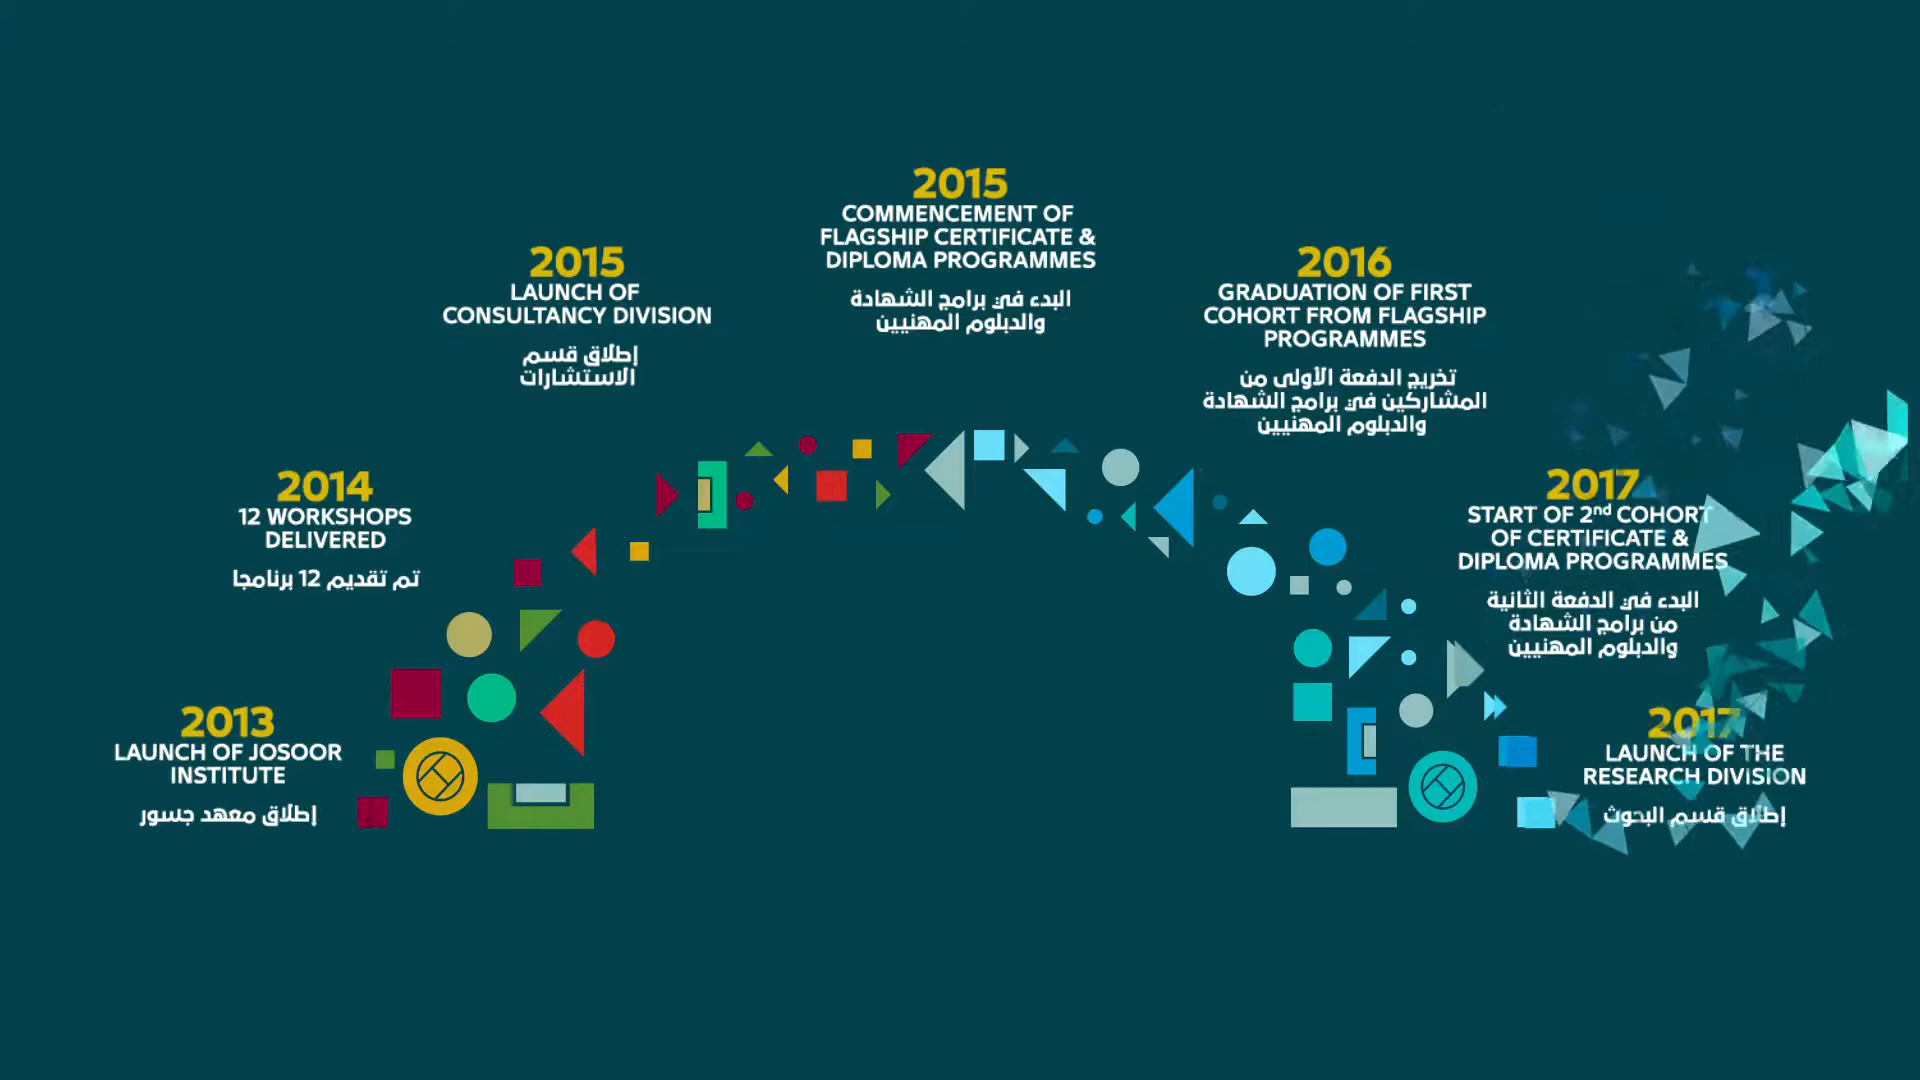 2013
LAUNCH OF JOSOOR
INSTITUTE
إطلاق معهد جسور
2014
12 WORKSHOPS
DELIVERED
تم تقديم 12 برنامجا
2015
LAUNCH OF
CONSULTANCY DIVISION
إطلاق قسم
الاستشارات
2015
COMMENCEMENT OF
FLAGSHIP CERTIFICATE &
DIPLOMA PROGRAMMES
البدء في برامج الشهادة
والدبلوم المهنيين
2016
GRADUATION OF FIRST
COHORT FROM FLAGSHIP
PROGRAMMES
تخريج الدفعة الأولى من
المشاركين في برامج الشهادة
والدبلوم المهنيين
2017
START OF 2nd COHORT
OF CERTIFICATE &
DIPLOMA PROGRAMMES
البدء في الدفعة الثانية
من برامج الشهادة
والدبلوم المهنيين
2017
LAUNCH OF THE
RESEARCH DIVISION
إطلاق قسم البحوث